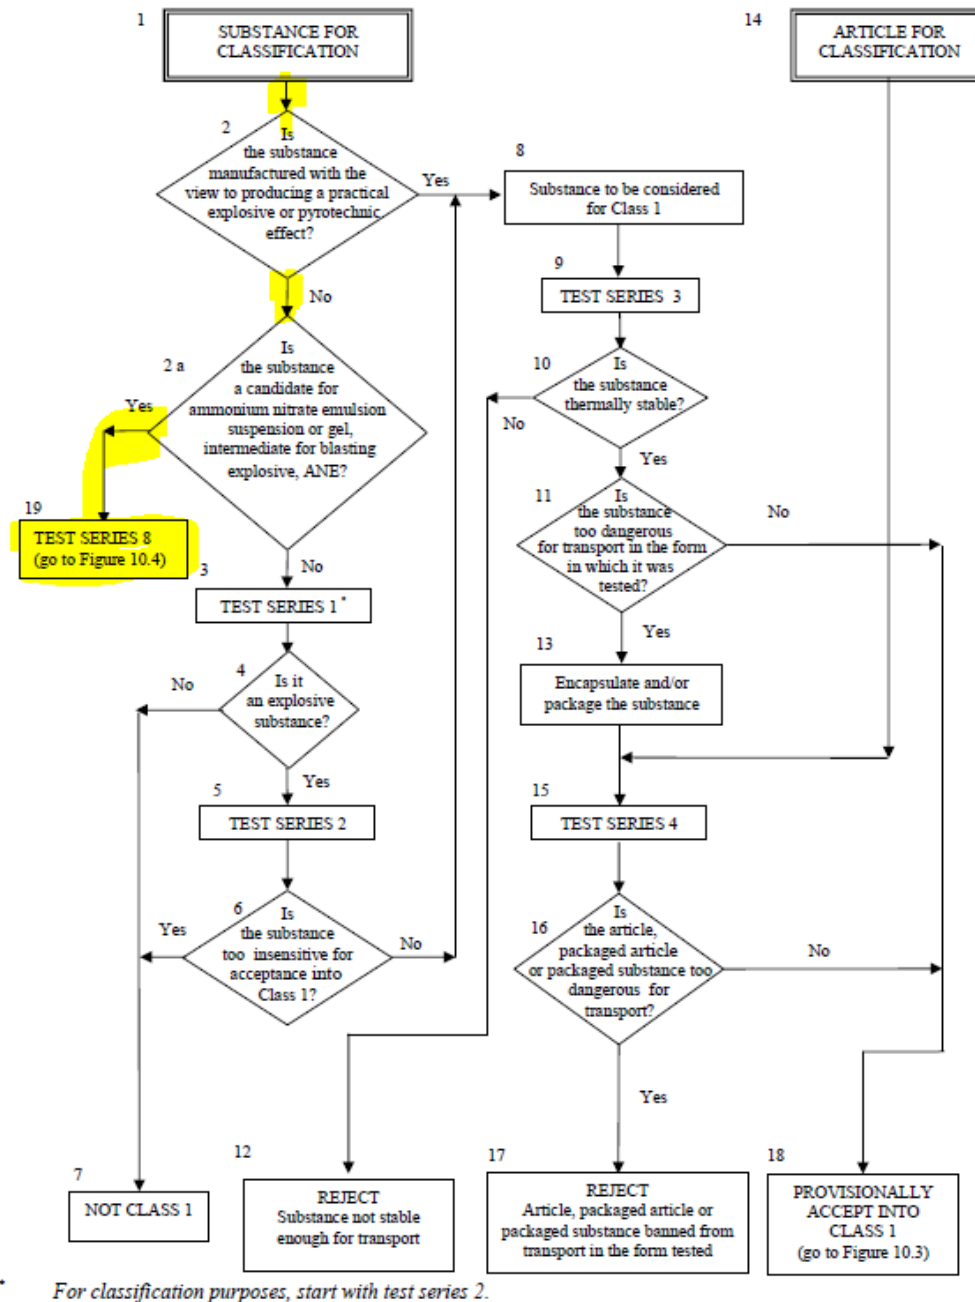 1
SUBSTANCE FOR
CLASSIFICATION
14
ARTICLE FOR
CLASSIFICATION
2
Is
the substance
manufactured with the
view to producing a practical
explosive or pyrotechnic
effect?
Yes
No
8
Substance to be considered
for Class 1
9
TEST SERIES 3
2 a
Is
the substance
a candidate for
ammonium nitrate emulsion
suspension or gel,
intermediate for blasting
explosive, ANE?
Yes
No
10
Is
the substance
thermally stable?
No
Yes
19
TEST SERIES 8
(go to Figure 10.4)
11
Is
the substance
too dangerous
for transport in the form
in which it was
tested?
No
Yes
3
TEST SERIES 1*
4
Is it
an explosive
substance?
No
Yes
13
Encapsulate and/or
package the substance
5
TEST SERIES 2
15
TEST SERIES 4
6
Is
the substance
too insensitive for
acceptance into
Class 1?
Yes
No
16
Is
the article,
packaged article
or packaged substance too
dangerous for
transport?
No
Yes
7
NOT CLASS 1
12
REJECT
Substance not stable
enough for transport
17
REJECT
Article, packaged article or
packaged substance banned from
transport in the form tested
18
PROVISIONALLY
ACCEPT INTO
CLASS 1
(go to Figure 10.3)
* For classification purposes, start with test series 2.